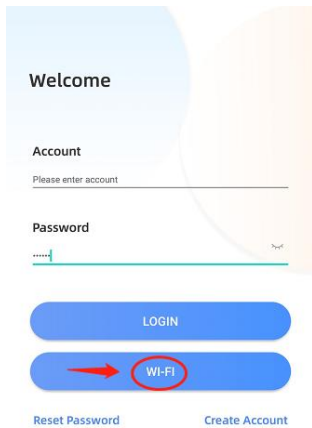 Welcome
Account
Please enter account
Password
······
LOGIN
WI-FI
Reset Password Create Account